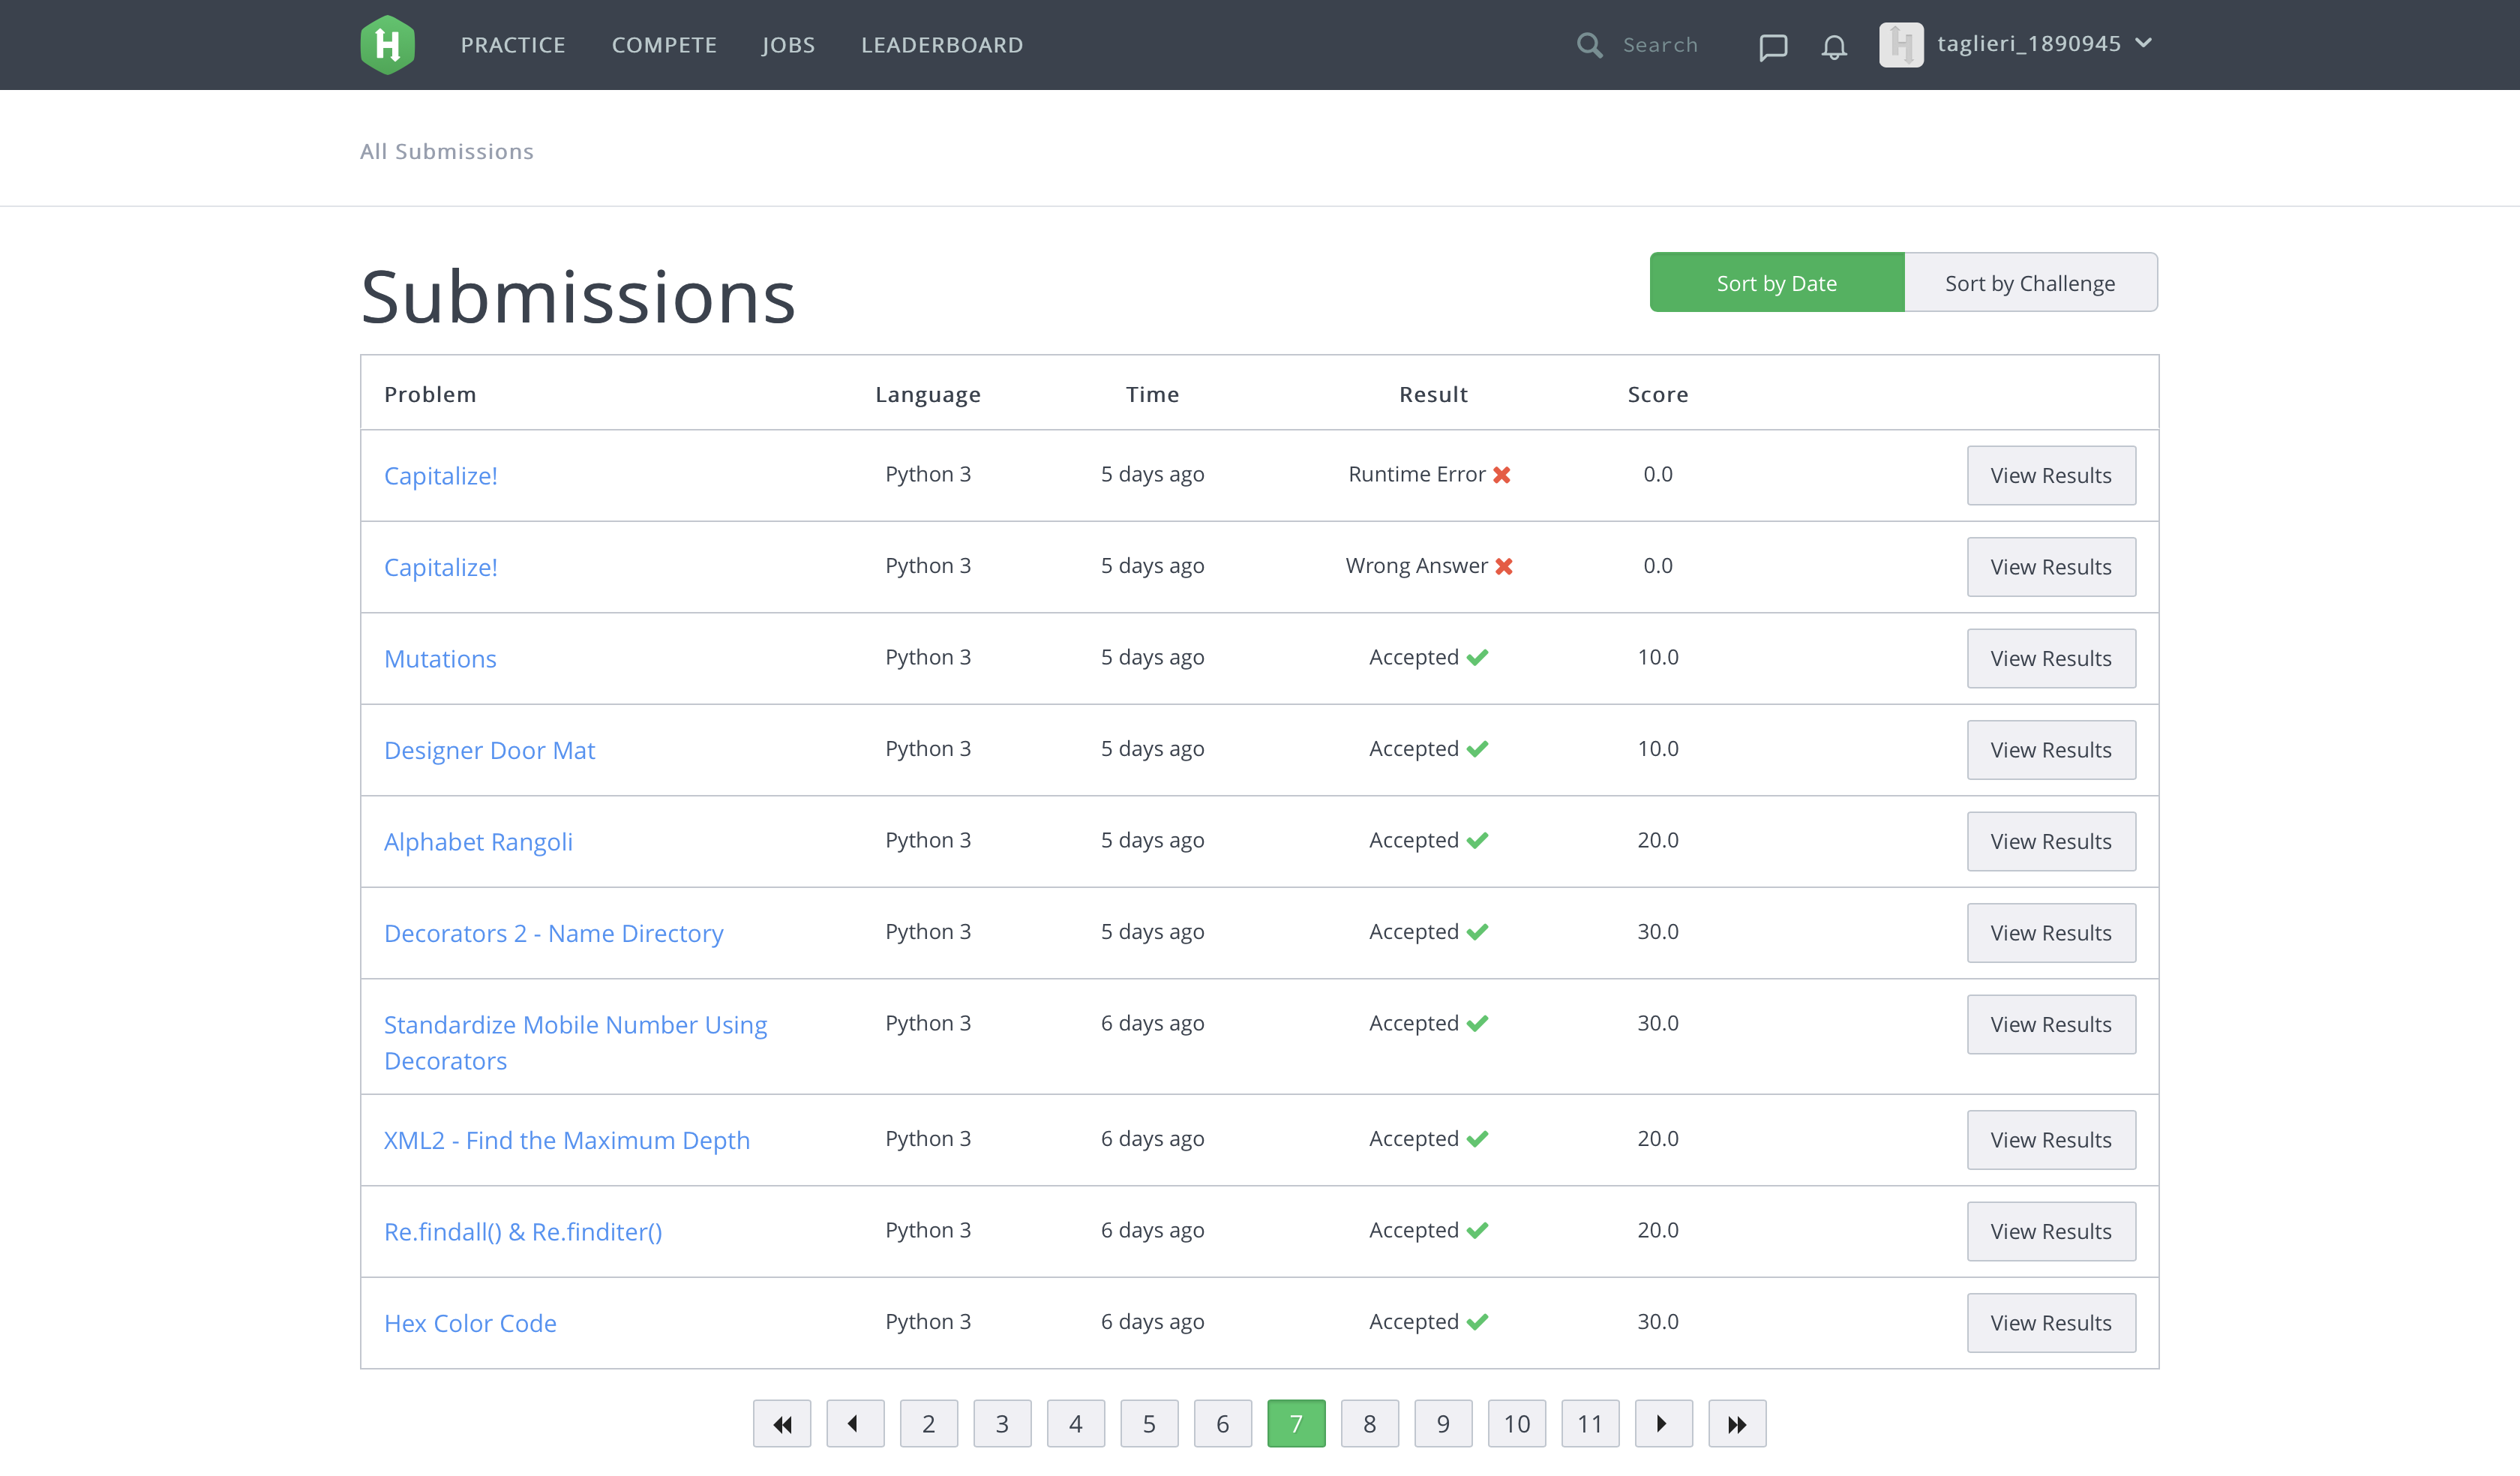 H PRACTICE COMPETE JOBS LEADERBOARD Search taglieri_1890945
All Submissions
Submissions
Sort by Date Sort by Challenge
Problem Language Time Result Score
Capitalize! Python 3 5 days ago Runtime Error 0.0 View Results
Capitalize! Python 3 5 days ago Wrong Answer 0.0 View Results
Mutations Python 3 5 days ago Accepted 10.0 View Results
Designer Door Mat Python 3 5 days ago Accepted 10.0 View Results
Alphabet Rangoli Python 3 5 days ago Accepted 20.0 View Results
Decorators 2 - Name Directory Python 3 5 days ago Accepted 30.0 View Results
Standardize Mobile Number Using Python 3 6 days ago Accepted 30.0 View Results
Decorators
XML2 - Find the Maximum Depth Python 3 6 days ago Accepted 20.0 View Results
Re.findall() & Re.finditer() Python 3 6 days ago Accepted 20.0 View Results
Hex Color Code Python 3 6 days ago Accepted 30.0 View Results
2 3 4 5 6 7 8 9 10 11